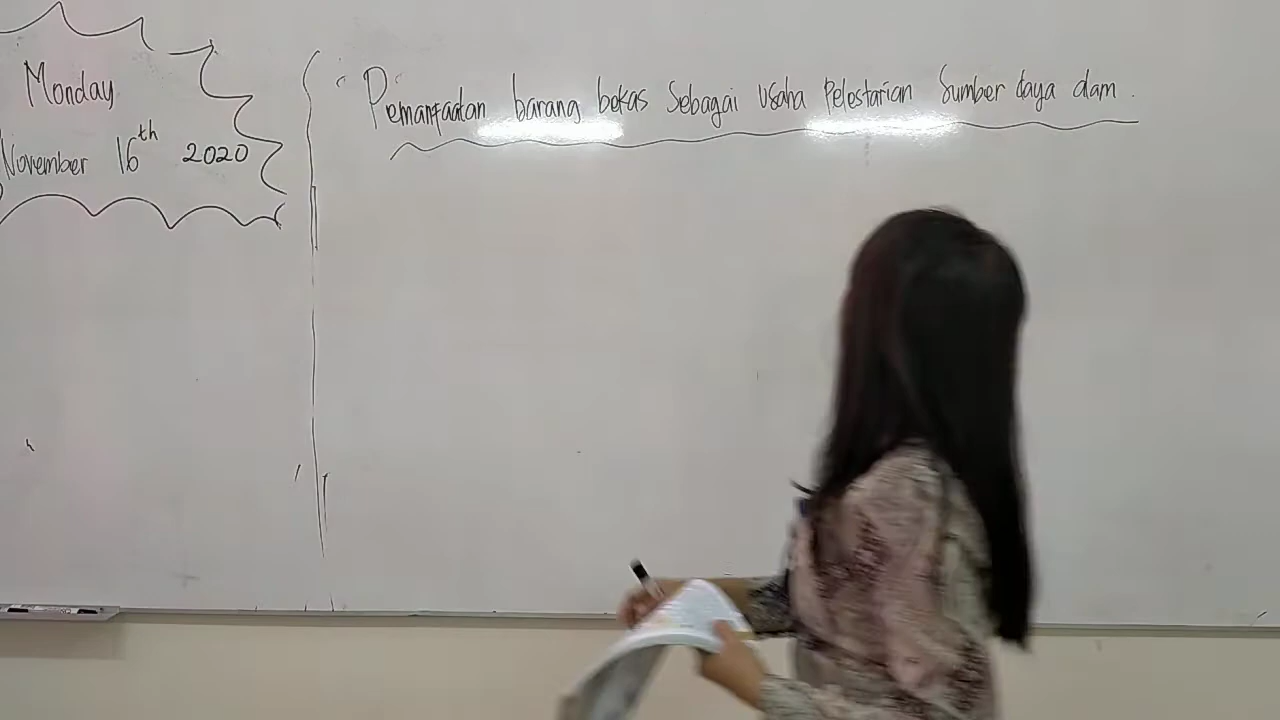 Monday
November 16th 2020
Pemanfaatan barang bekas Sebagai usaha Pelestarian Sumber daya alam.